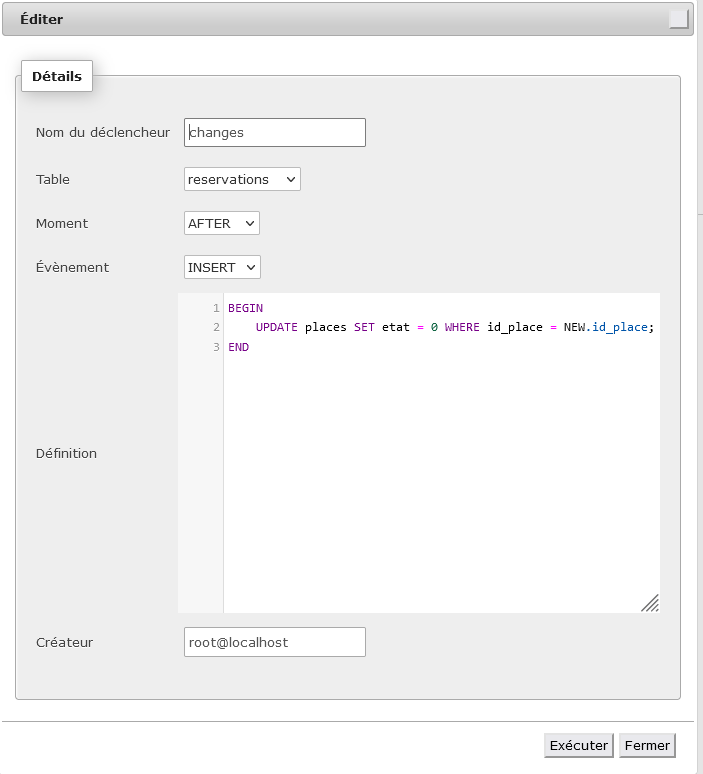 Éditer
Détails
Nom du déclencheur changes
Table reservations
Moment AFTER
Évènement INSERT
1 BEGIN
2 UPDATE places SET etat = 0 WHERE id_place = NEW.id_place;
3 END
Définition
Créateur root@localhost
Exécuter Fermer